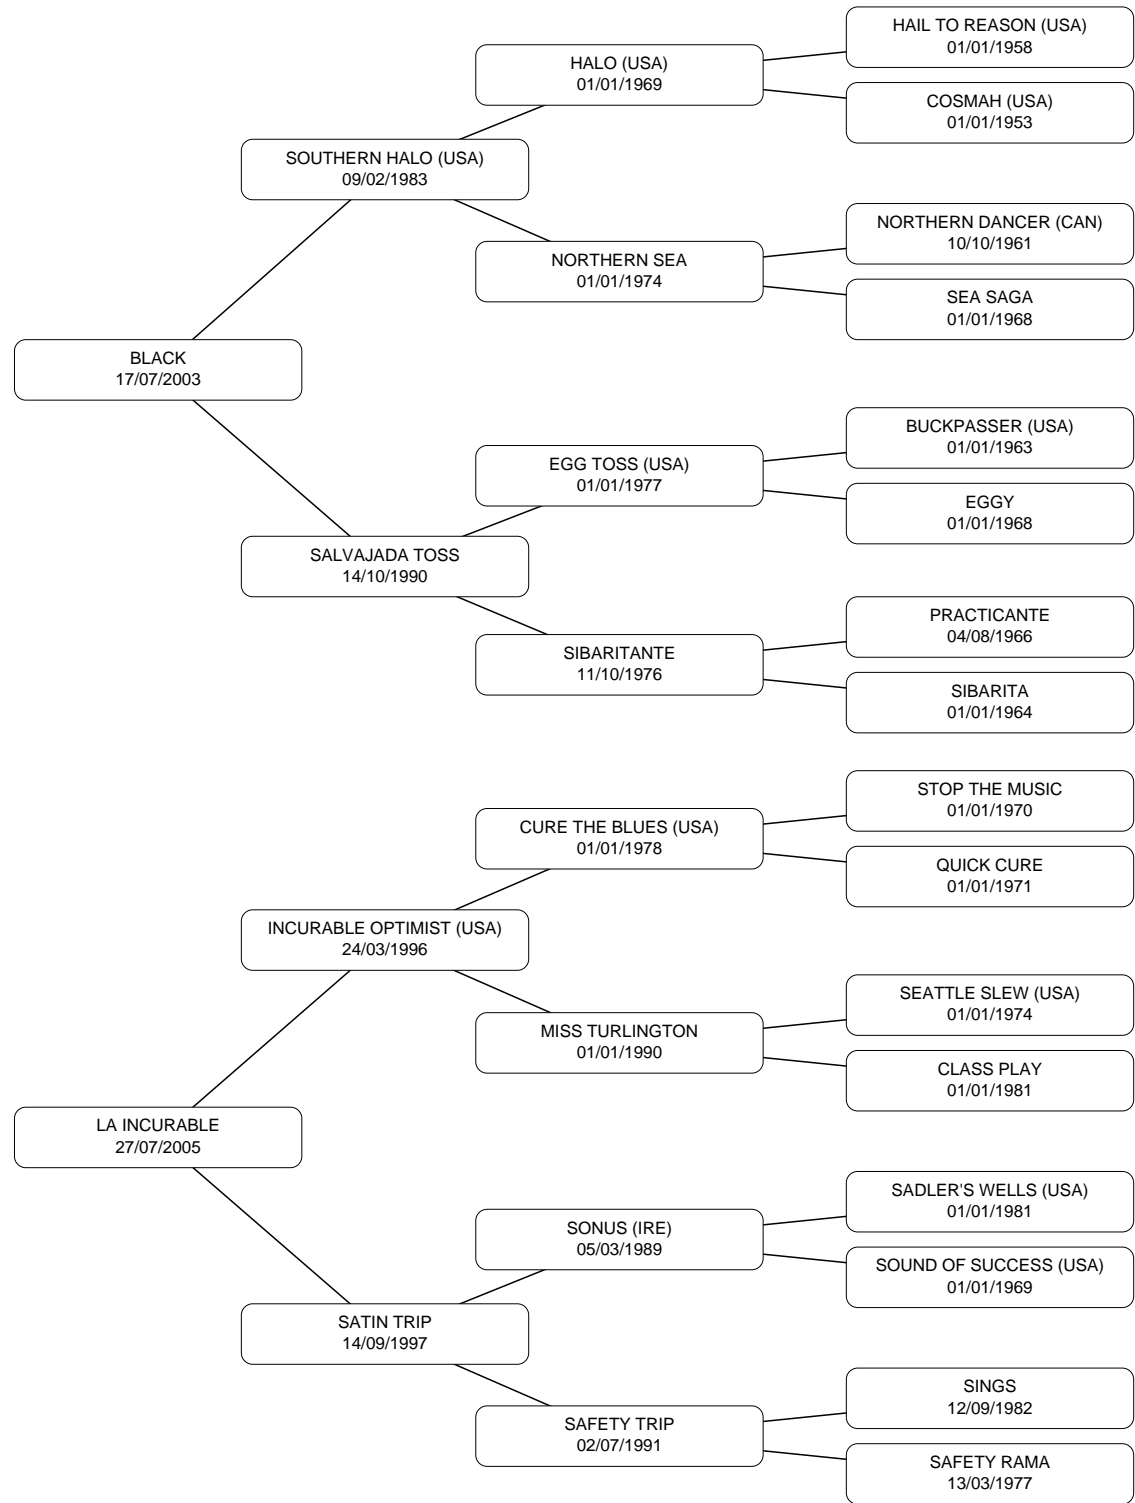 HAIL TO REASON (USA)
01/01/1958
HALO (USA)
01/01/1969
COSMAH (USA)
01/01/1953
SOUTHERN HALO (USA)
09/02/1983
NORTHERN DANCER (CAN)
10/10/1961
NORTHERN SEA
01/01/1974
SEA SAGA
01/01/1968
BLACK
17/07/2003
BUCKPASSER (USA)
01/01/1963
EGG TOSS (USA)
01/01/1977
EGGY
01/01/1968
SALVAJADA TOSS
14/10/1990
PRACTICANTE
04/08/1966
SIBARITANTE
11/10/1976
SIBARITA
01/01/1964
STOP THE MUSIC
01/01/1970
CURE THE BLUES (USA)
01/01/1978
QUICK CURE
01/01/1971
INCURABLE OPTIMIST (USA)
24/03/1996
SEATTLE SLEW (USA)
01/01/1974
MISS TURLINGTON
01/01/1990
CLASS PLAY
01/01/1981
LA INCURABLE
27/07/2005
SADLER'S WELLS (USA)
01/01/1981
SONUS (IRE)
05/03/1989
SOUND OF SUCCESS (USA)
01/01/1969
SATIN TRIP
14/09/1997
SINGS
12/09/1982
SAFETY TRIP
02/07/1991
SAFETY RAMA
13/03/1977